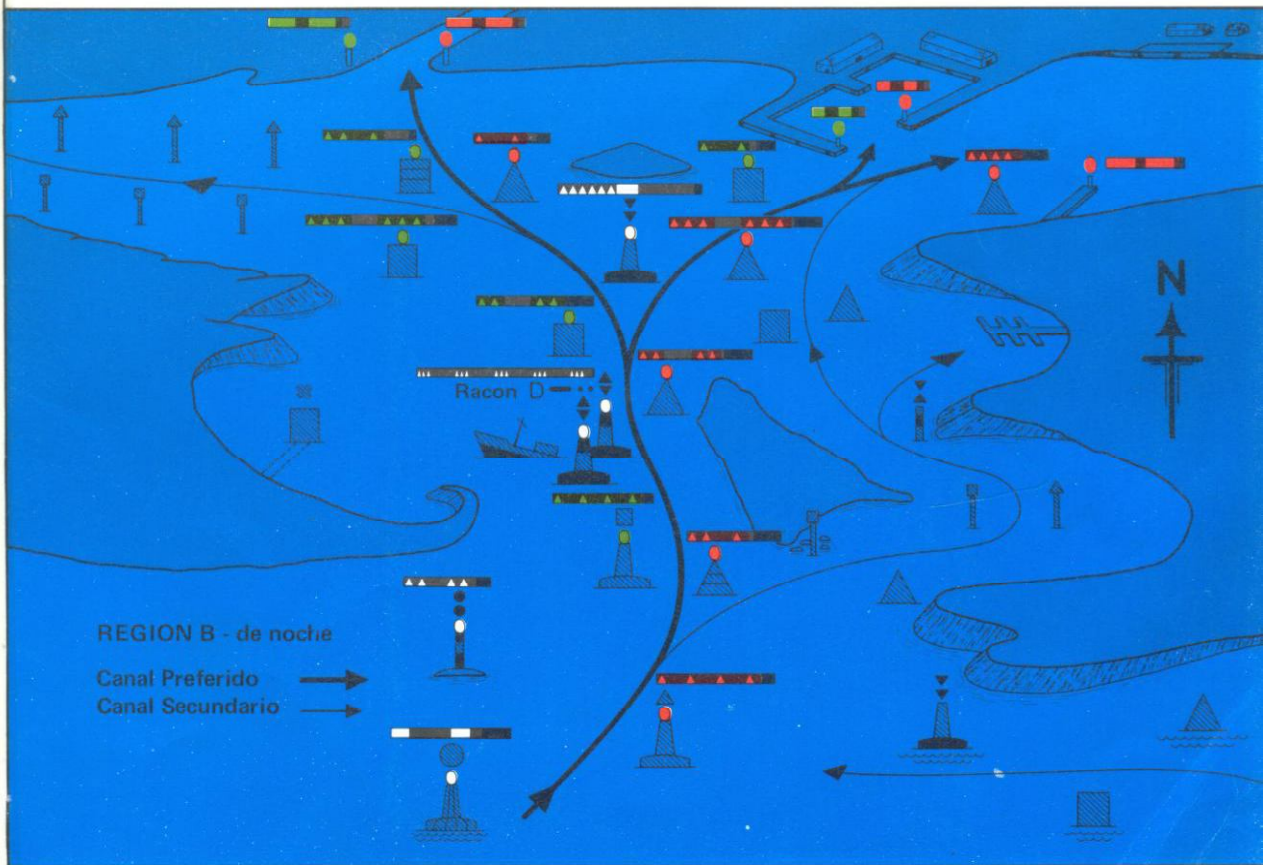 N
Racon D
REGION B - de noche
Canal Preferido
Canal Secundario